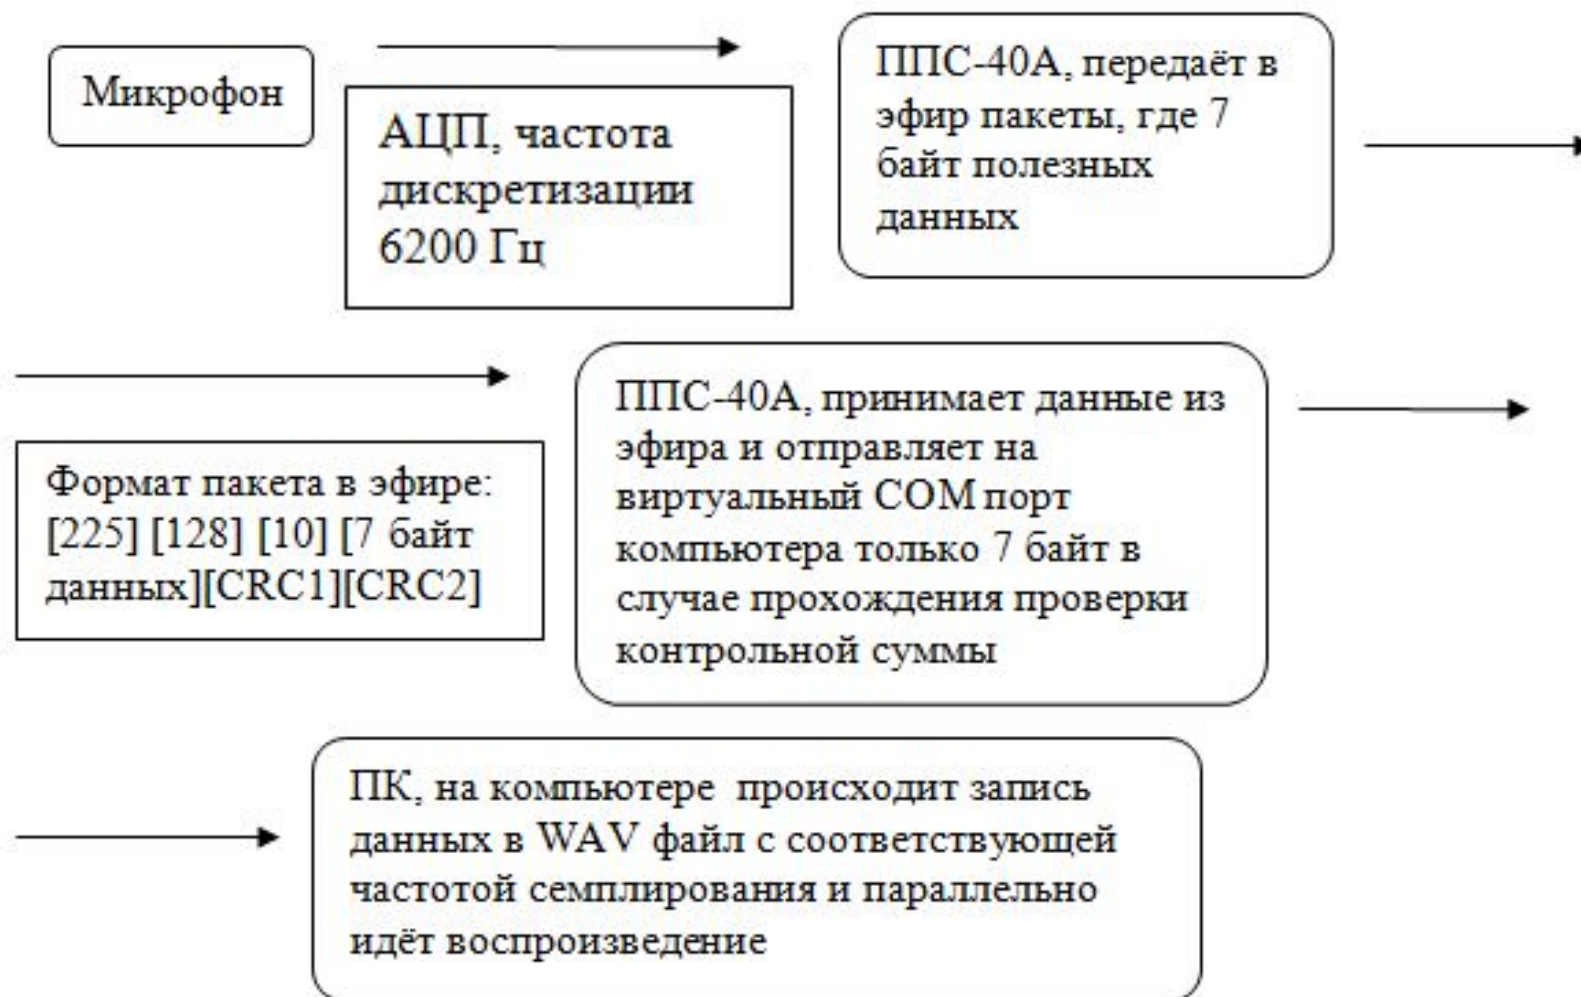 Микрофон
АЦП, частота
дискретизации
6200 Гц
ППС-40А, передаёт в
эфир пакеты, где 7
байт полезных
данных
Формат пакета в эфире:
[225] [128] [10] [7 байт
данных][CRC1][CRC2]
ППС-40А, принимает данные из
эфира и отправляет на
виртуальный COM порт
компьютера только 7 байт в
случае прохождения проверки
контрольной суммы
ПК, на компьютере происходит запись
данных в WAV файл с соответствующей
частотой семплирования и параллельно
идёт воспроизведение